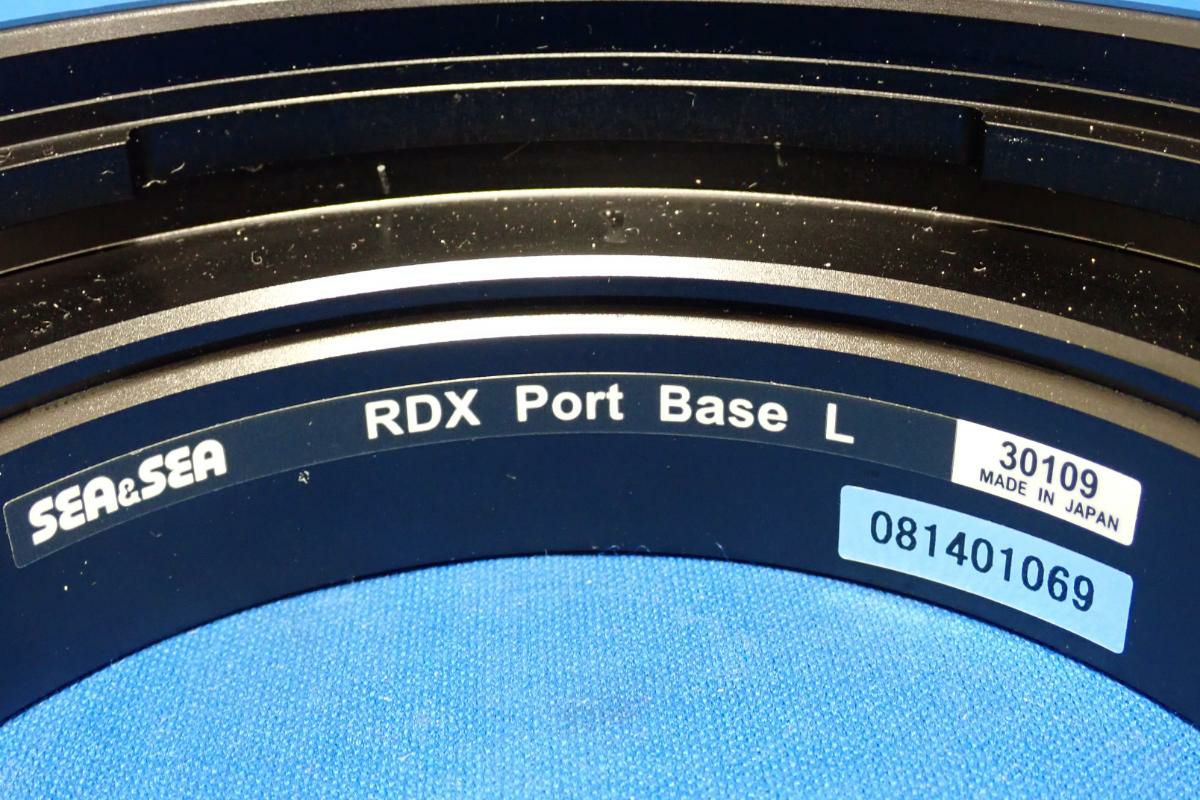 SEA&SEA RDX Port Base L
30109
MADE IN JAPAN
081401069